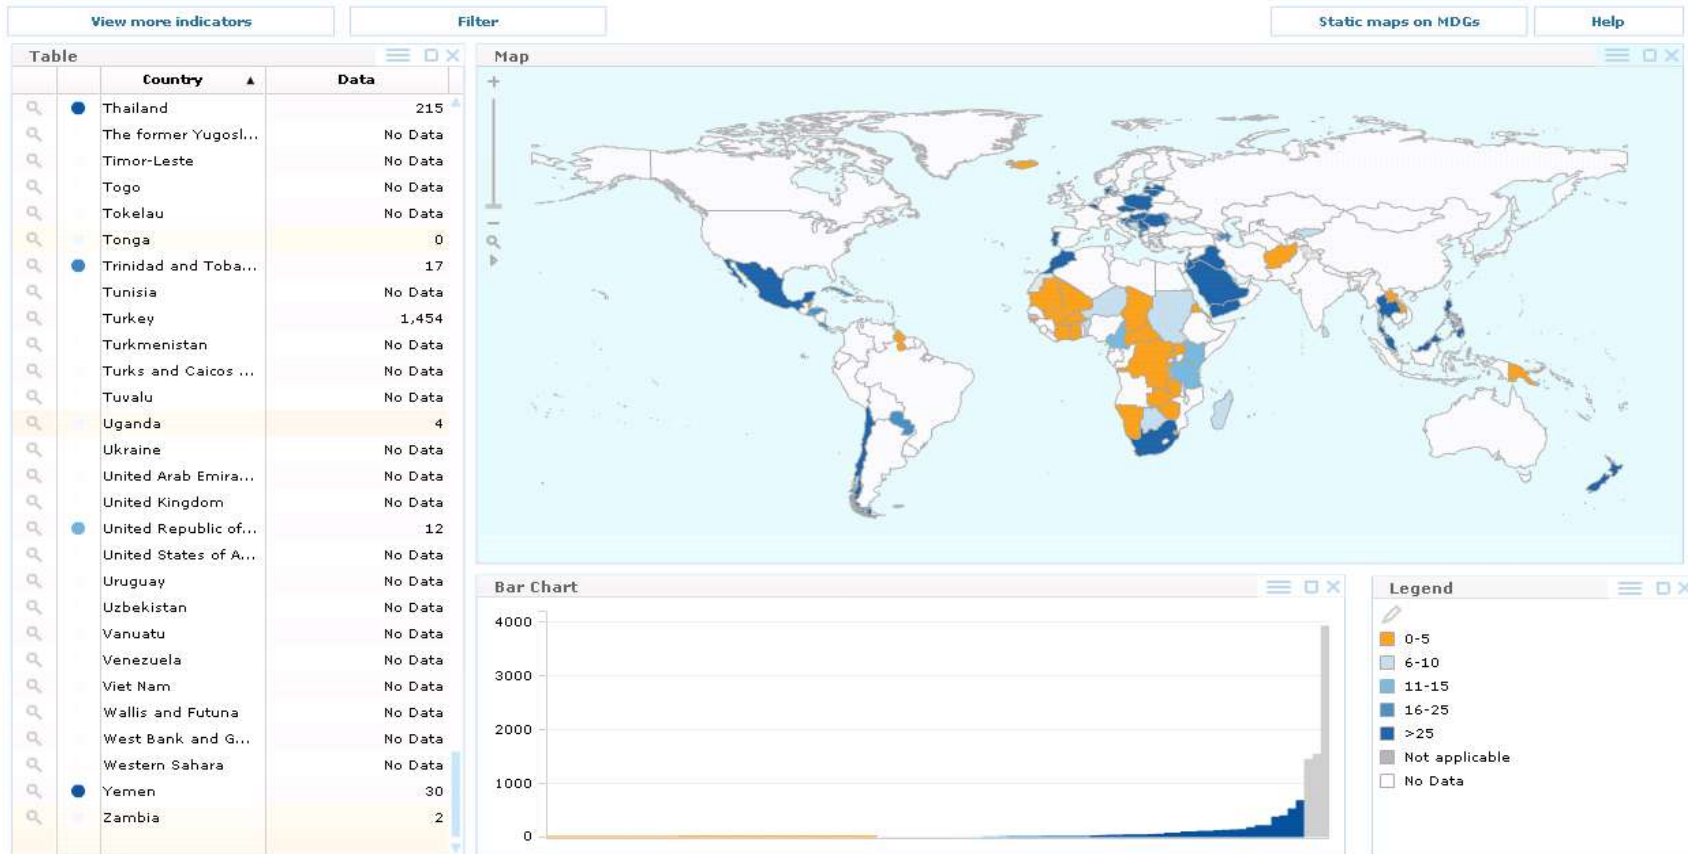 View more indicators Filter Static maps on MDGs Help
Table
Country ▲ Data
Thailand 215
The former Yugosl... No Data
Timor-Leste No Data
Togo No Data
Tokelau No Data
Tonga 0
Trinidad and Toba... 17
Tunisia No Data
Turkey 1,454
Turkmenistan No Data
Turks and Caicos ... No Data
Tuvalu No Data
Uganda 4
Ukraine No Data
United Arab Emira... No Data
United Kingdom No Data
United Republic of... 12
United States of A... No Data
Uruguay No Data
Uzbekistan No Data
Vanuatu No Data
Venezuela No Data
Viet Nam No Data
Wallis and Futuna No Data
West Bank and G... No Data
Western Sahara No Data
Yemen 30
Zambia 2
Map
Bar Chart
4000
3000
2000
1000
0
Legend
0-5
6-10
11-15
16-25
>25
Not applicable
No Data